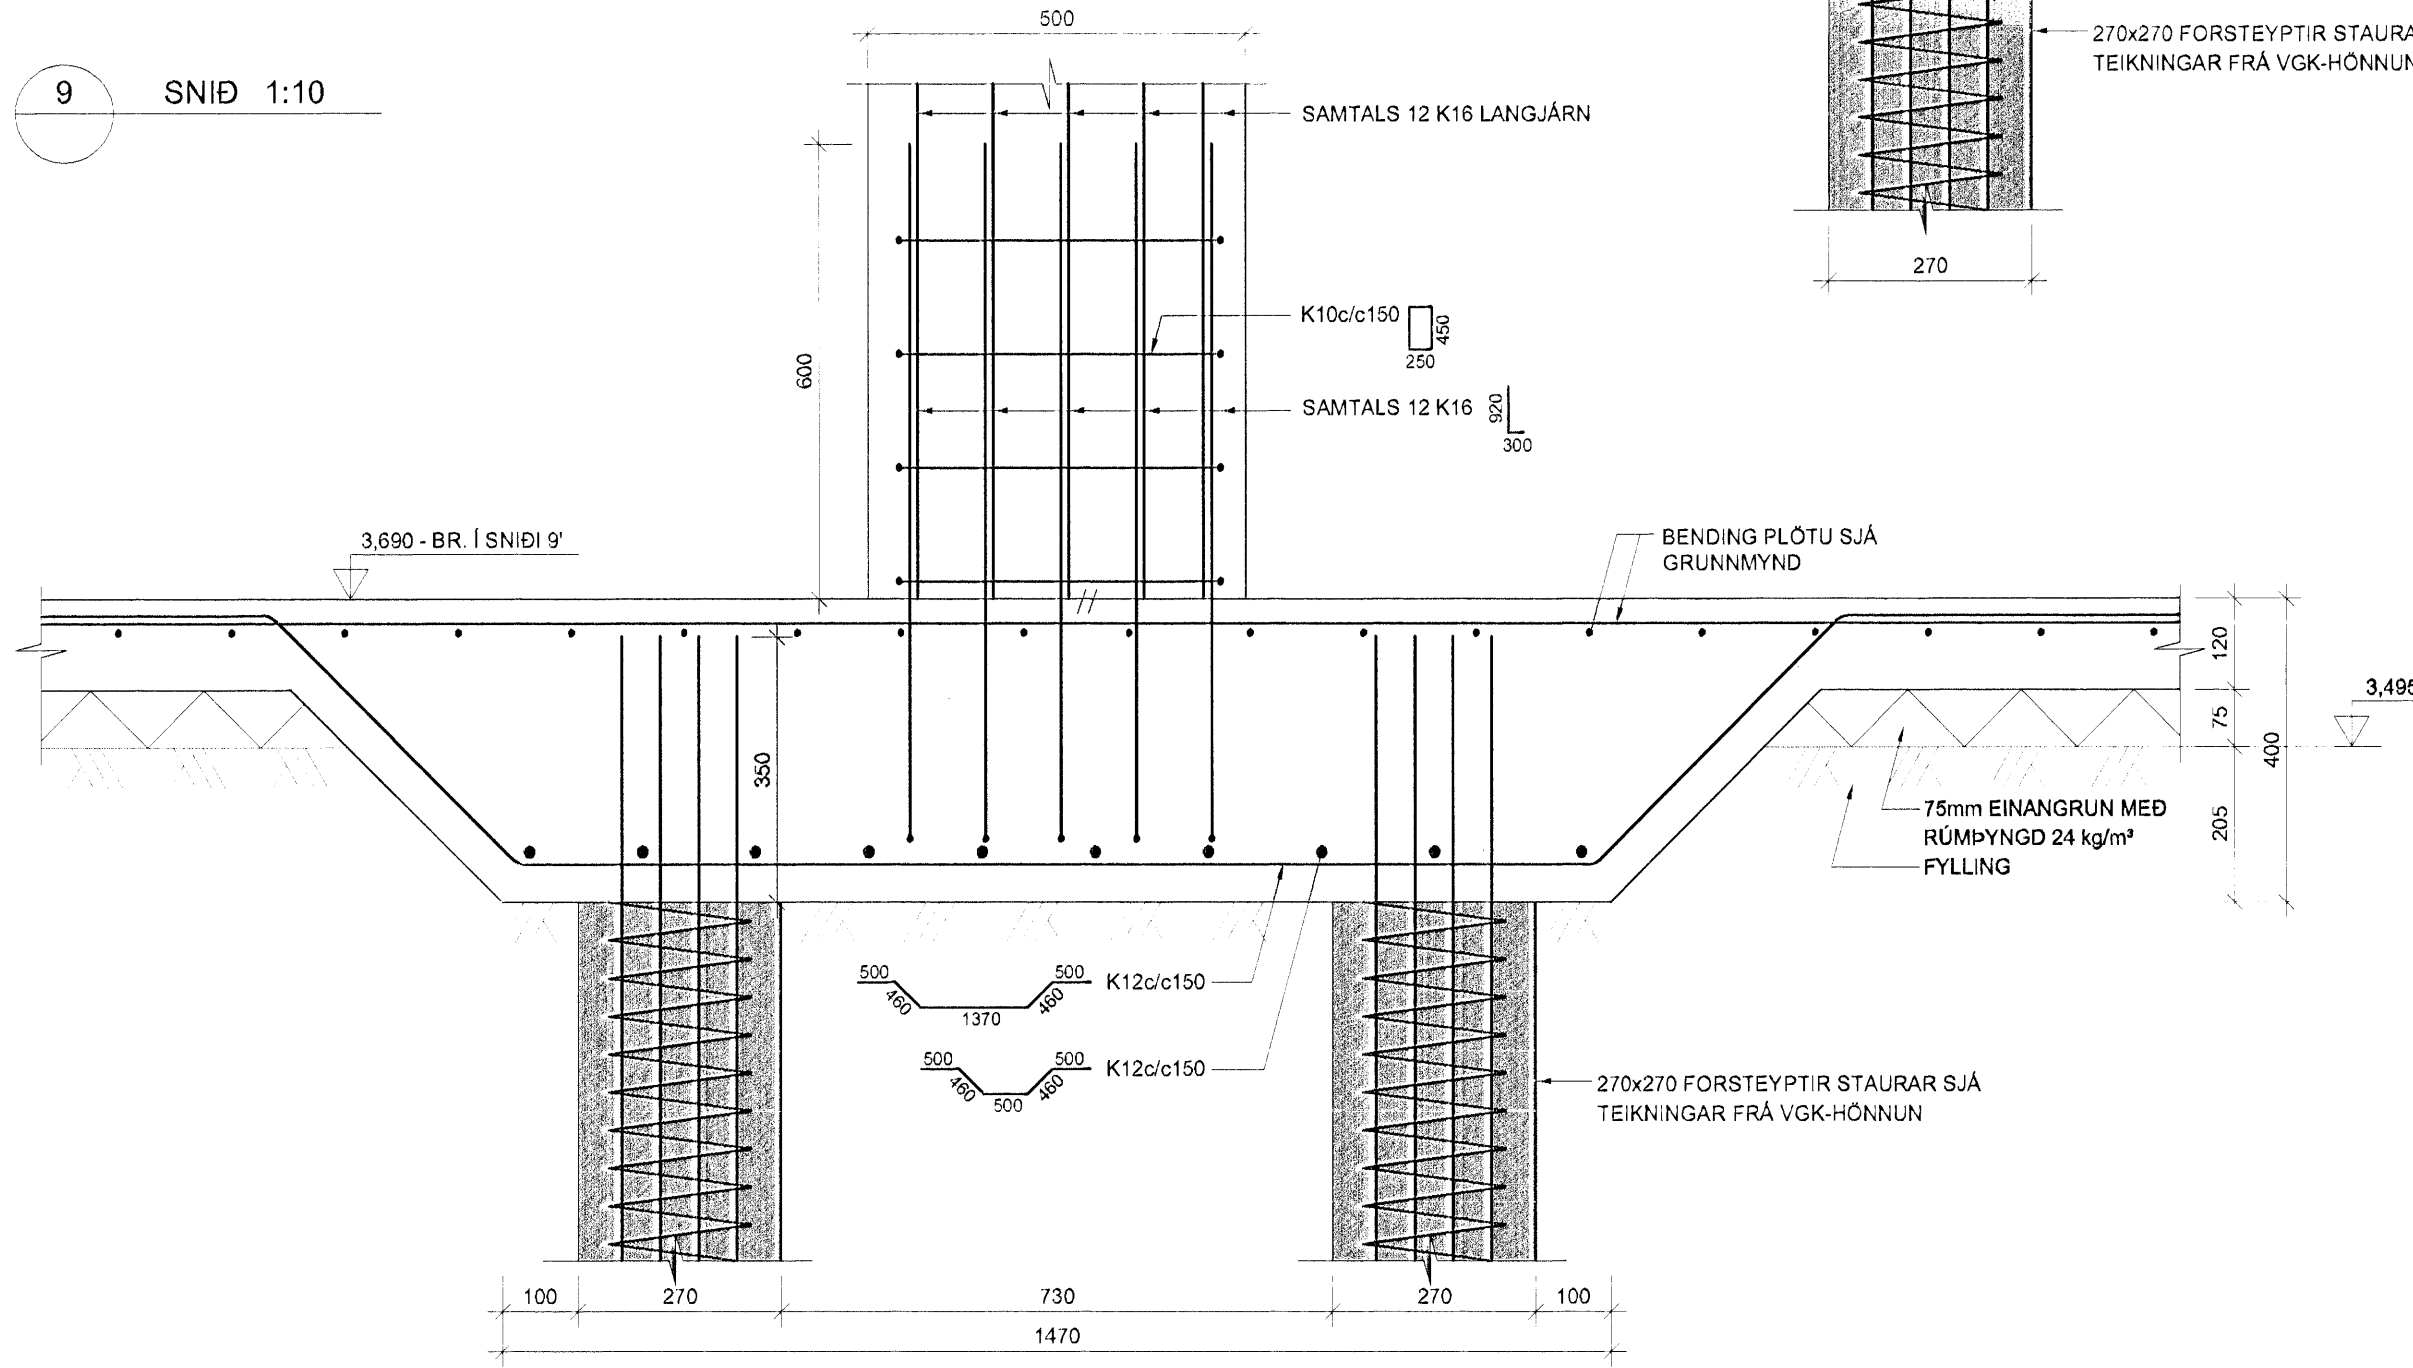 9
SNIÐ 1:10
500
270x270 FORSTEYPTIR STAURA
TEIKNINGAR FRÁ VGK-HÖNNUN
270
SAMTALS 12 K16 LANGJÁRN
K10c/c150
450
250
600
SAMTALS 12 K16
920
300
3,690 - BR. Í SNIÐI 9'
BENDING PLÖTU SJÁ
GRUNNMYND
120
3,495
75
400
350
205
75mm EINANGRUN MEÐ
RÚMÞYNGD 24 kg/m³
FYLLING
500
500
K12c/c150
460
460
1370
500
500
K12c/c150
460
460
500
270x270 FORSTEYPTIR STAURAR SJÁ
TEIKNINGAR FRÁ VGK-HÖNNUN
100
270
730
270
100
1470